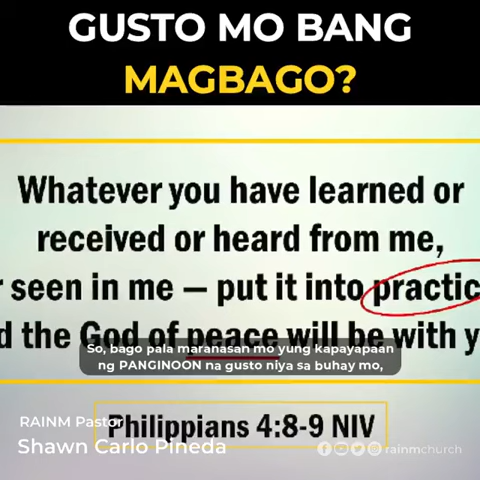 GUSTO MO BANG
MAGBAGO?
Whatever you have learned or
received or heard from me,
seen in me — put it into practic
the God of peace will be with y
So, bago pala maranasan mo yung kapayapaan
ng PANGINOON na gusto niya sa buhay mo,
Philippians 4:8-9 NIV
RAINM Pastor
Shawn Carlo Pineda
rainmchurch